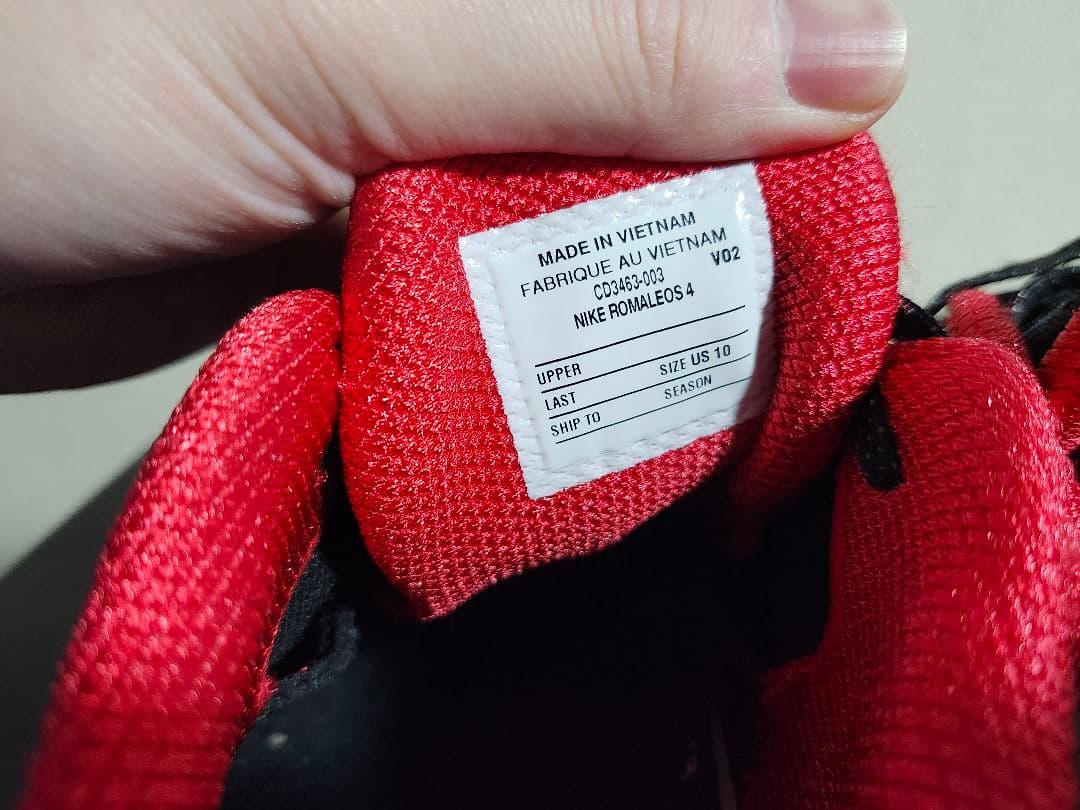 MADE IN VIETNAM
FABRIQUE AU VIETNAM
CD3463-003 V02
NIKE ROMALEOS 4
UPPER SIZE US 10
LAST
SHIP TO SEASON